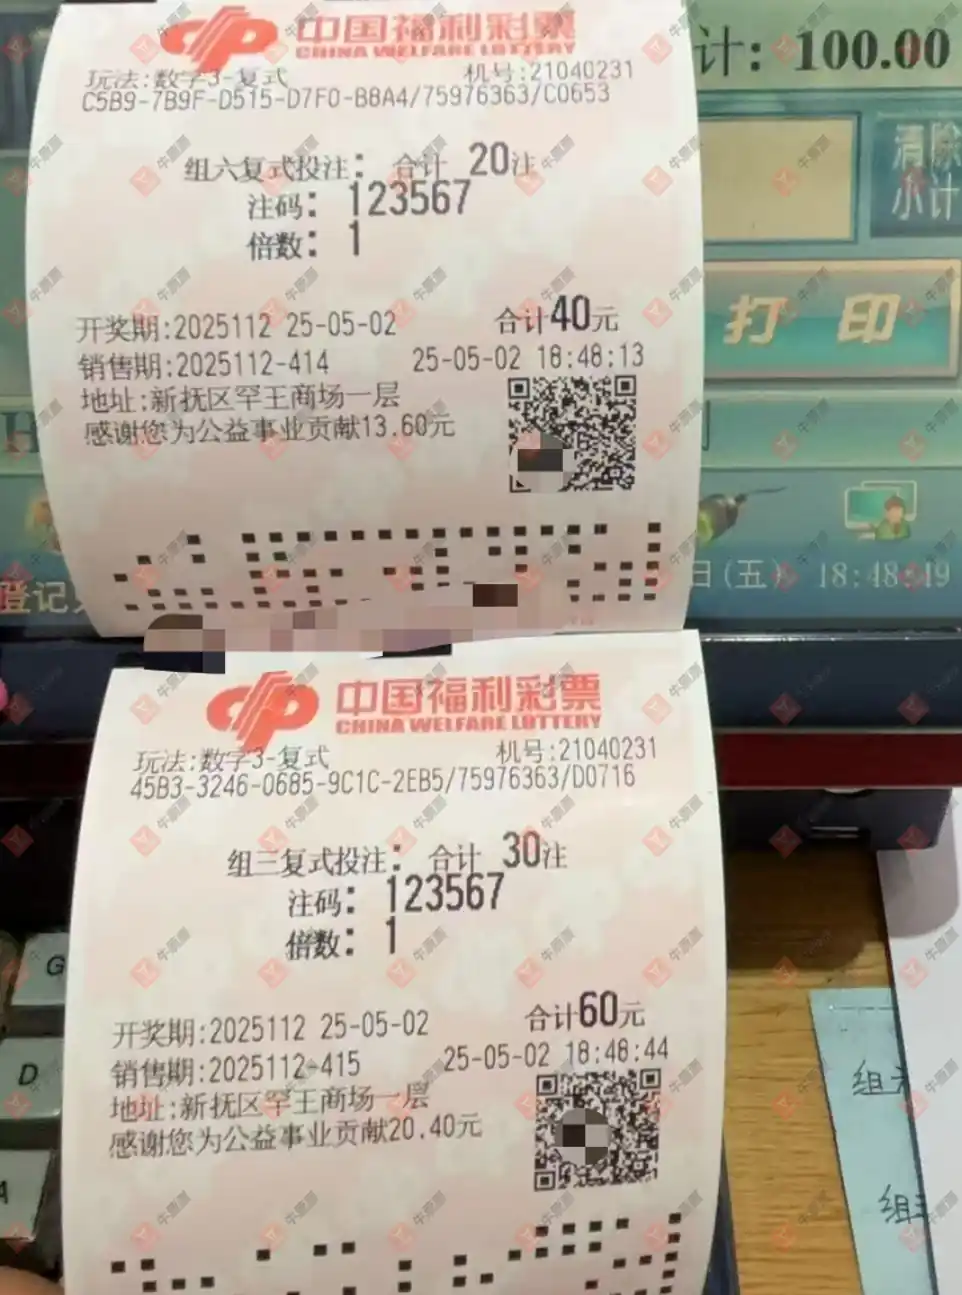 中国福利彩票
CHINA WELFARE LOTTERY
计: 100.00
玩法:数字3-复式 机号:21040231
C5B9-7B9F-D515-D7F0-B8A4/75976363/C0653
清除
小计
组六复式投注: 合计 20注
注码: 123567
倍数: 1
打 印
合计40元
开奖期:2025112 25-05-02
销售期:2025112-414 25-05-02 18:48:13
地址:新抚区罕王商场一层
感谢您为公益事业贡献13.60元
登记
日(五) 18:48:49
中国福利彩票
CHINA WELFARE LOTTERY
玩法:数字3-复式 机号:21040231
45B3-3246-0685-9C1C-2EB5/75976363/D0716
组三复式投注: 合计 30注
注码: 123567
倍数: 1
G
合计60元
开奖期:2025112 25-05-02
销售期:2025112-415 25-05-02 18:48:44
D
地址:新抚区罕王商场一层
感谢您为公益事业贡献20.40元
组
A
组三